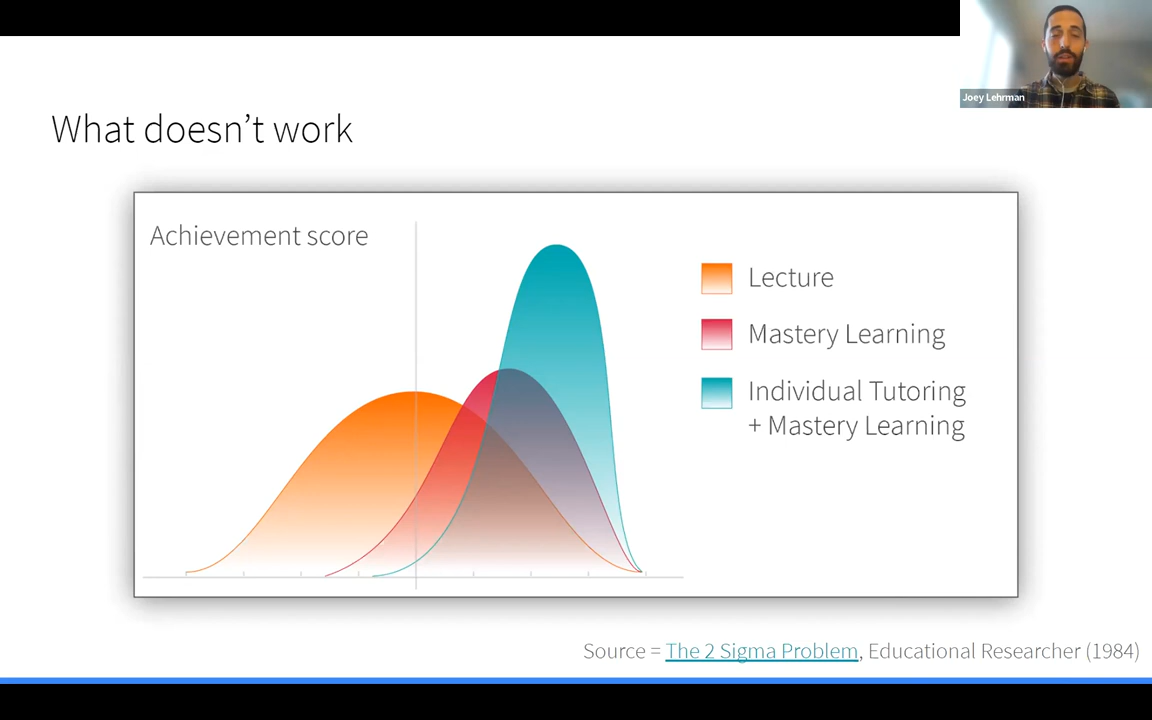 Joey Lehrman
What doesn’t work
Achievement score
Lecture
Mastery Learning
Individual Tutoring
+ Mastery Learning
Source = The 2 Sigma Problem, Educational Researcher (1984)